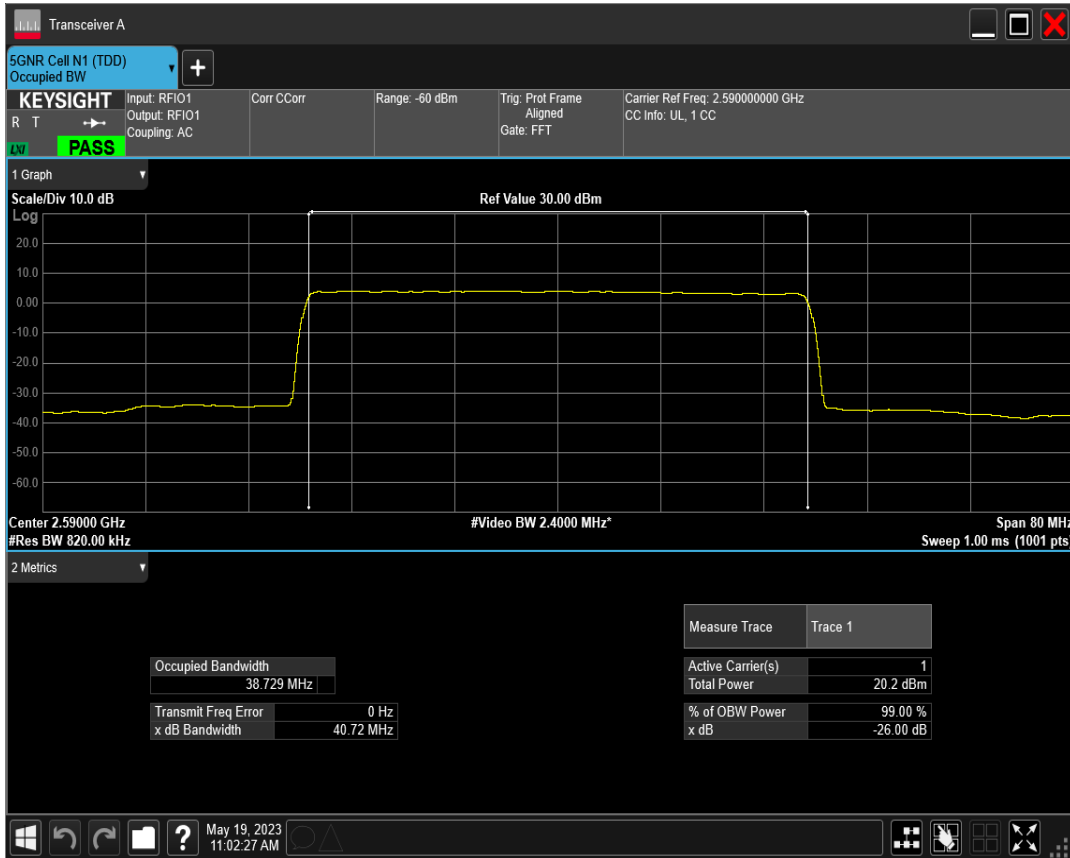 Transceiver A
5GNR Cell N1 (TDD)
Occupied BW
+
KEYSIGHT
R T
LXI
PASS
Input: RFIO1
Output: RFIO1
Coupling: AC
Corr CCorr
Range: -60 dBm
Trig: Prot Frame
Aligned
Gate: FFT
Carrier Ref Freq: 2.590000000 GHz
CC Info: UL, 1 CC
1 Graph
Scale/Div 10.0 dB
Ref Value 30.00 dBm
Log
20.0
10.0
0.00
-10.0
-20.0
-30.0
-40.0
-50.0
-60.0
Center 2.59000 GHz
#Video BW 2.4000 MHz*
Span 80 MHz
#Res BW 820.00 kHz
Sweep 1.00 ms (1001 pts)
2 Metrics
Measure Trace Trace 1
Occupied Bandwidth
38.729 MHz
Active Carrier(s) 1
Total Power 20.2 dBm
Transmit Freq Error 0 Hz
x dB Bandwidth 40.72 MHz
% of OBW Power 99.00 %
x dB -26.00 dB
?
May 19, 2023
11:02:27 AM